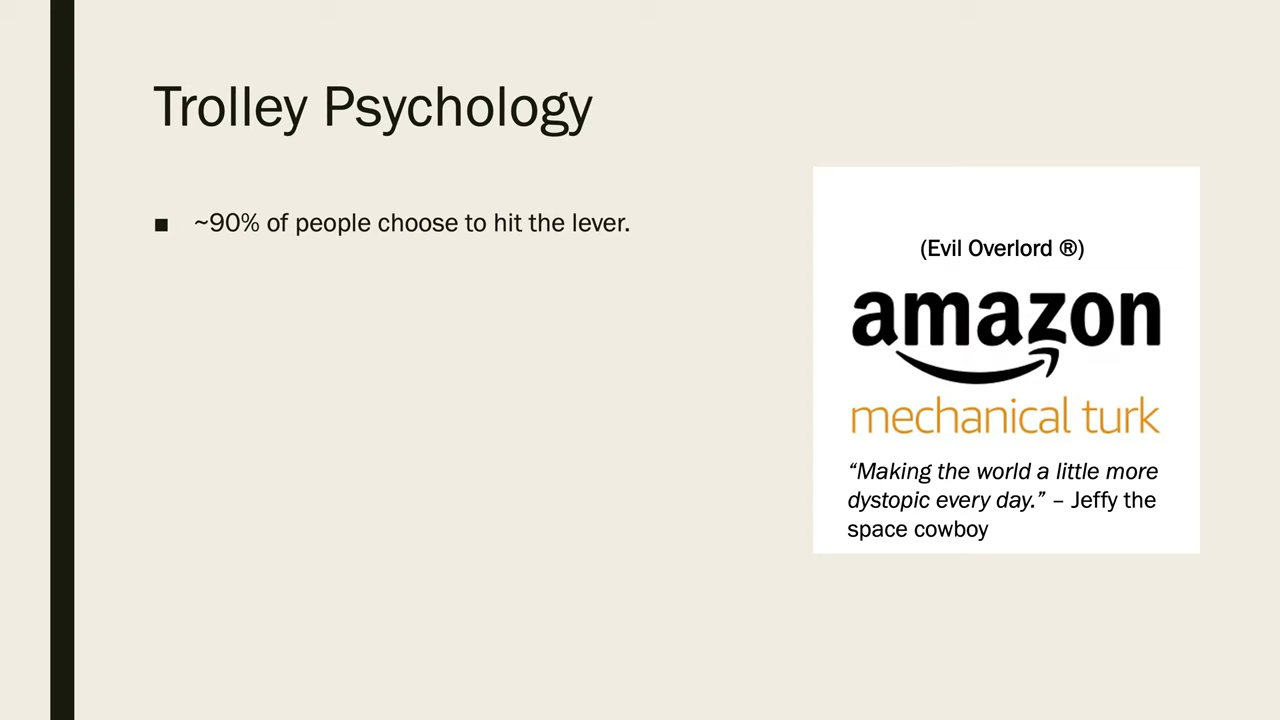 Trolley Psychology
■ ~90% of people choose to hit the lever.
(Evil Overlord ®)
amazon
mechanical turk
“Making the world a little more
dystopic every day.” – Jeffy the
space cowboy